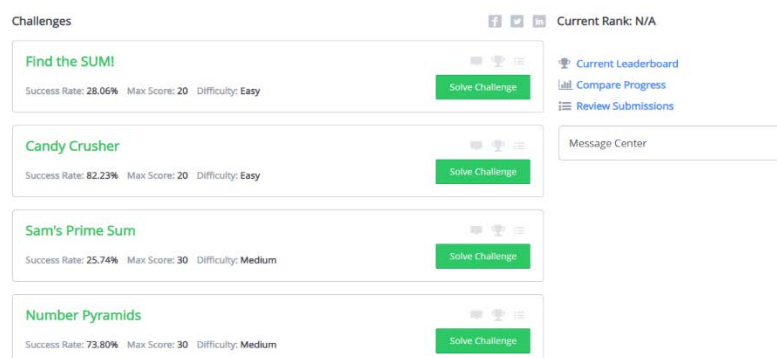 Challenges
Current Rank: N/A
Find the SUM!
Success Rate: 28.06% Max Score: 20 Difficulty: Easy
Solve Challenge
Current Leaderboard
Compare Progress
Review Submissions
Candy Crusher
Success Rate: 82.23% Max Score: 20 Difficulty: Easy
Solve Challenge
Message Center
Sam's Prime Sum
Success Rate: 25.74% Max Score: 30 Difficulty: Medium
Solve Challenge
Number Pyramids
Success Rate: 73.80% Max Score: 30 Difficulty: Medium
Solve Challenge